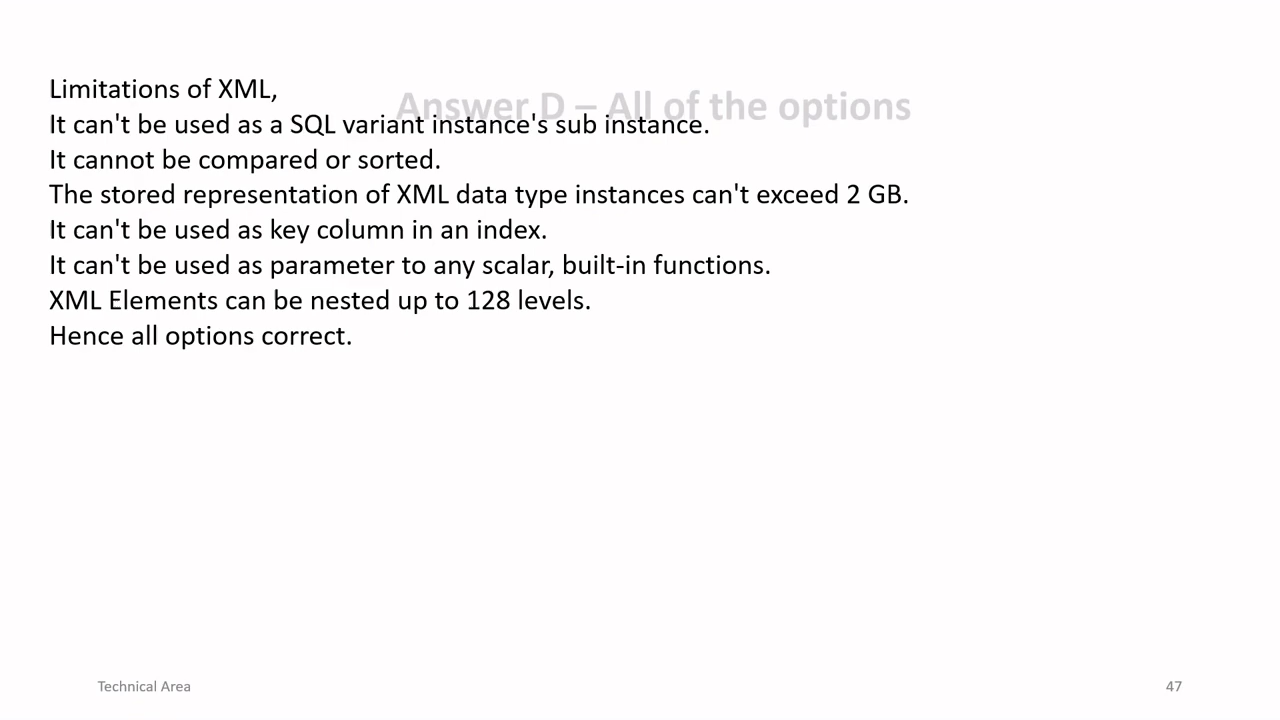 Limitations of XML,
Answer D – All of the options
It can't be used as a SQL variant instance's sub instance.
It cannot be compared or sorted.
The stored representation of XML data type instances can't exceed 2 GB.
It can't be used as key column in an index.
It can't be used as parameter to any scalar, built-in functions.
XML Elements can be nested up to 128 levels.
Hence all options correct.
Technical Area
47